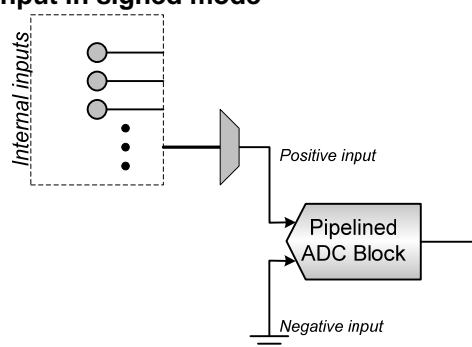 input in signed mode
Internal inputs
Positive input
Pipelined
ADC Block
Negative input